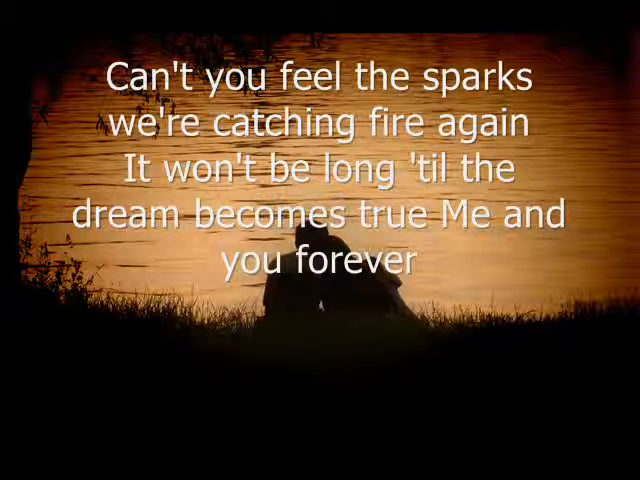 Can't you feel the sparks
we're catching fire again
It won't be long 'til the
dream becomes true Me and
you forever